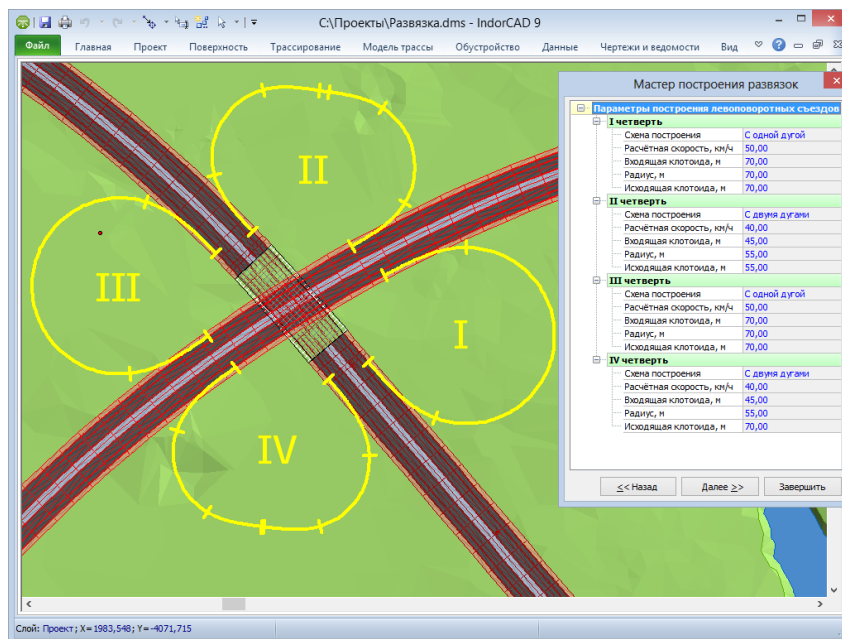 C:\Проекты\Развязка.dms - IndorCAD 9
Файл Главная Проект Поверхность Трассирование Модель трассы Обустройство Данные Чертежи и ведомости Вид
II
III
I
IV
Мастер построения развязок
Параметры построения левоповоротных съездов
I четверть
Схема построения С одной дугой
Расчётная скорость, км/ч 50,00
Входящая клотоида, м 70,00
Радиус, м 70,00
Исходящая клотоида, м 70,00
II четверть
Схема построения С двумя дугами
Расчётная скорость, км/ч 40,00
Входящая клотоида, м 45,00
Радиус, м 55,00
Исходящая клотоида, м 55,00
III четверть
Схема построения С одной дугой
Расчётная скорость, км/ч 50,00
Входящая клотоида, м 70,00
Радиус, м 70,00
Исходящая клотоида, м 70,00
IV четверть
Схема построения С двумя дугами
Расчётная скорость, км/ч 40,00
Входящая клотоида, м 45,00
Радиус, м 55,00
Исходящая клотоида, м 70,00
<< Назад Далее >> Завершить
Слой: Проект; X=1983,548; Y=-4071,715